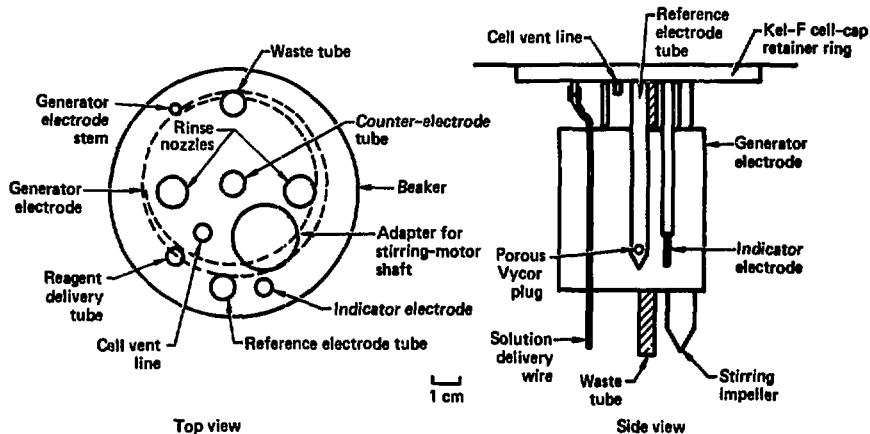 Waste tube
Generator
electrode
stem
Rinse
nozzles
Counter-electrode
tube
Generator
electrode
Beaker
Adapter for
stirring-motor
shaft
Reagent
delivery
tube
Indicator electrode
Cell vent
line
Reference electrode tube
1 cm
Top view
Reference
electrode
tube
Cell vent line
Kel-F cell-cap
retainer ring
Generator
electrode
Porous
Vycor
plug
Indicator
electrode
Solution
delivery
wire
Waste
tube
Stirring
impeller
Side view